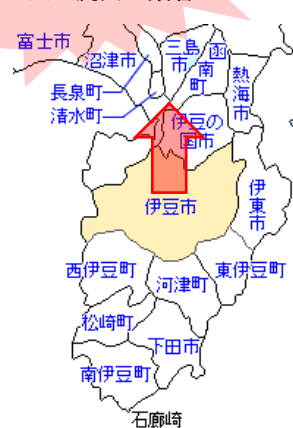 富士市
沼津市
三島市
函南町
熱海市
長泉町
清水町
伊豆の国市
伊豆市
伊東市
西伊豆町
河津町
東伊豆町
松崎町
下田市
南伊豆町
石廊崎